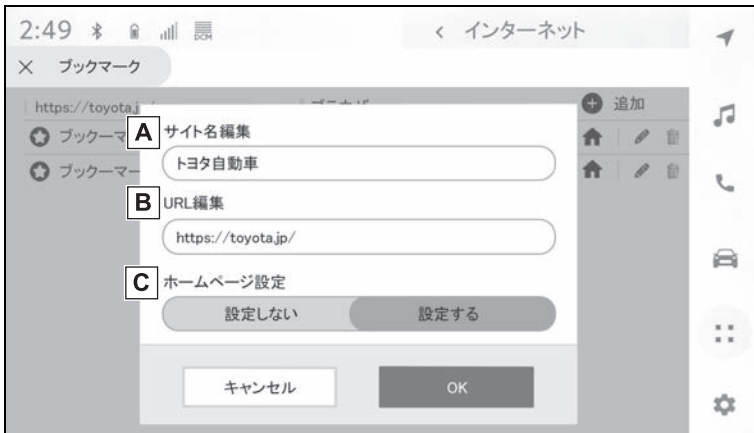 2:49 DCM < インターネット
× ブックマーク
https://toyota.j
追加
ブックーマ
ブックーマー
A サイト名編集
トヨタ自動車
B URL編集
https://toyota.jp/
C ホームページ設定
設定しない 設定する
キャンセル OK